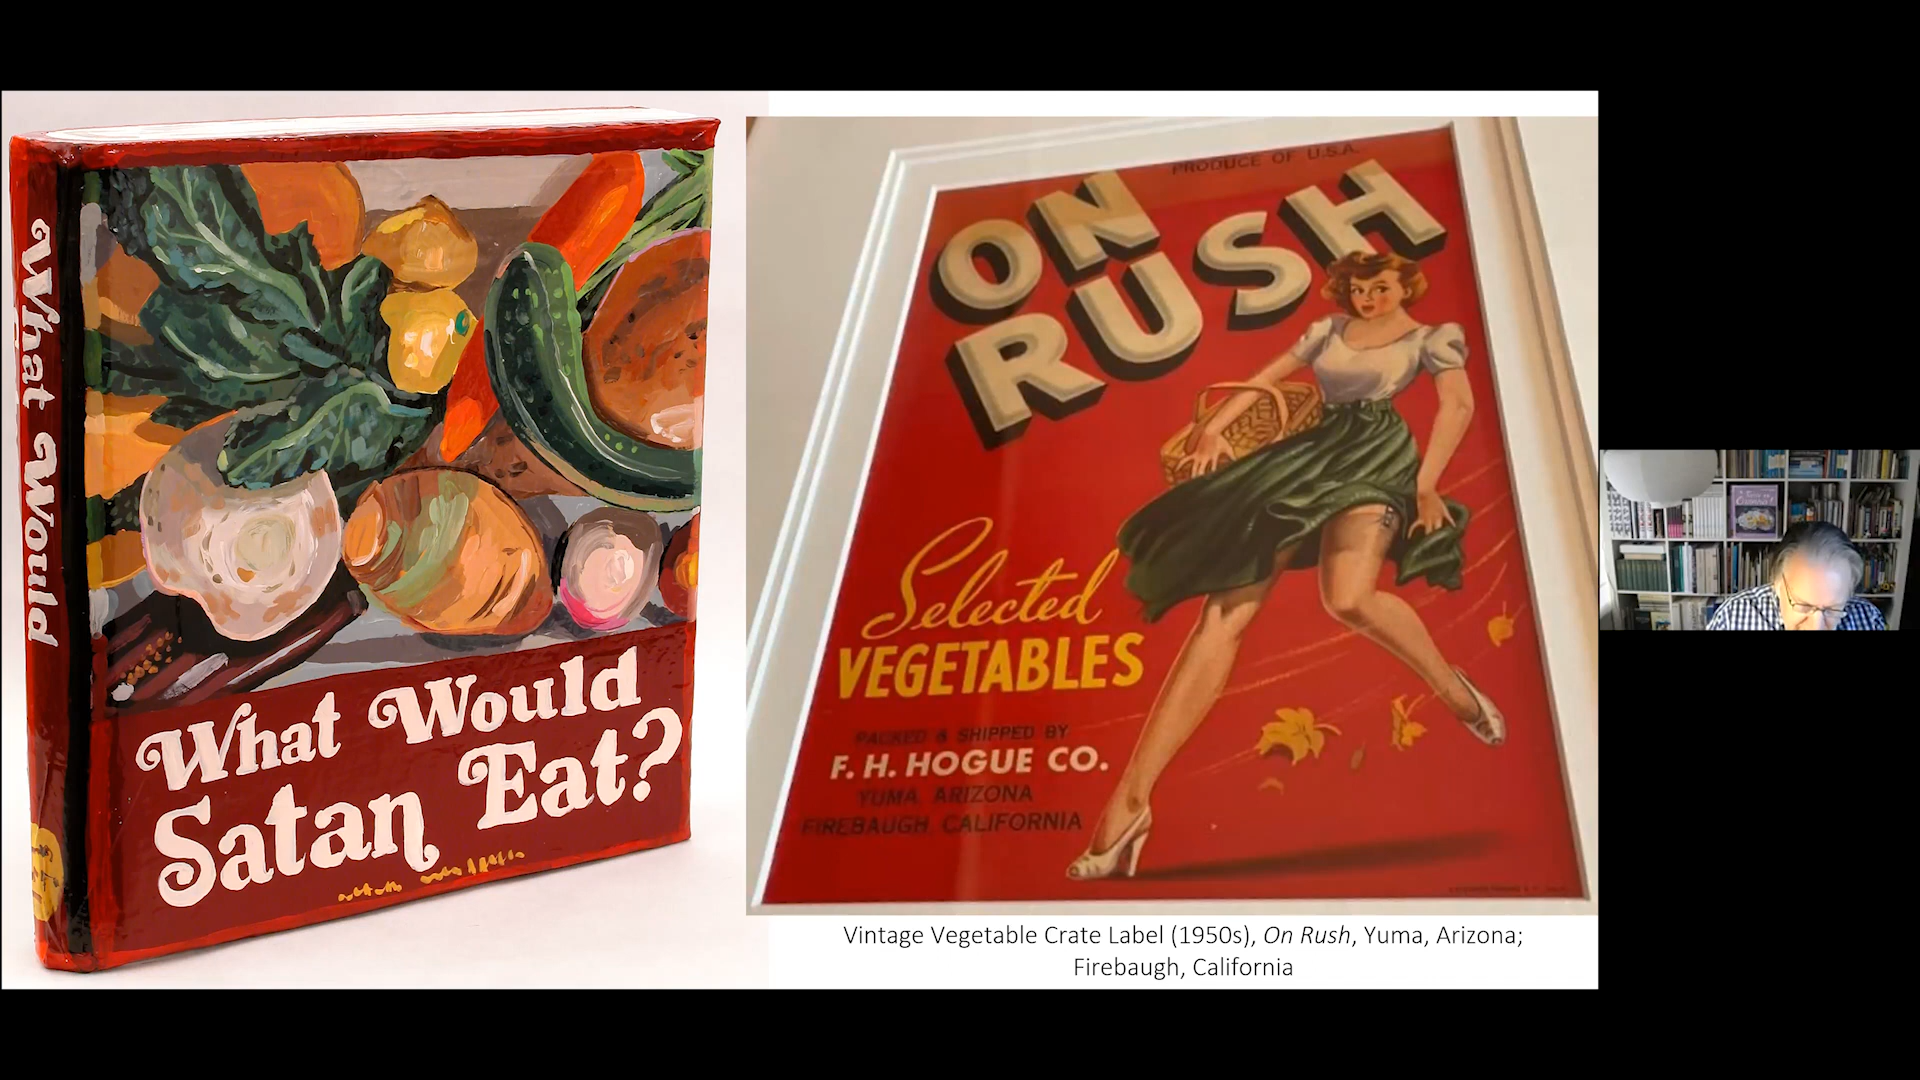 What Would
What Would
Satan Eat?
PRODUCE OF U.S.A.
ON
RUSH
Selected
VEGETABLES
PACKED & SHIPPED BY
F. H. HOGUE CO.
YUMA, ARIZONA
FIREBAUGH, CALIFORNIA
Vintage Vegetable Crate Label (1950s), On Rush, Yuma, Arizona;
Firebaugh, California